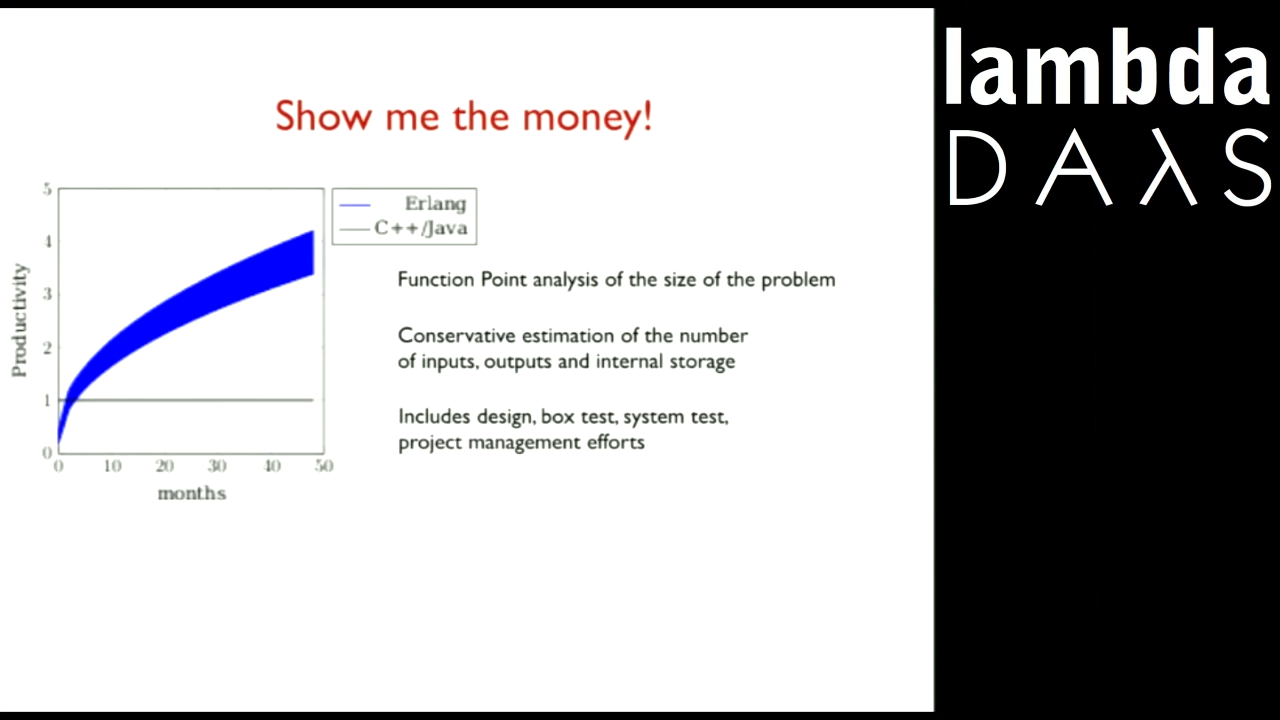 Show me the money!
5
4
3
2
1
0
Productivity
0 10 20 30 40 50
months
Erlang
C++/Java
Function Point analysis of the size of the problem
Conservative estimation of the number
of inputs, outputs and internal storage
Includes design, box test, system test,
project management efforts
lambda
DAλS